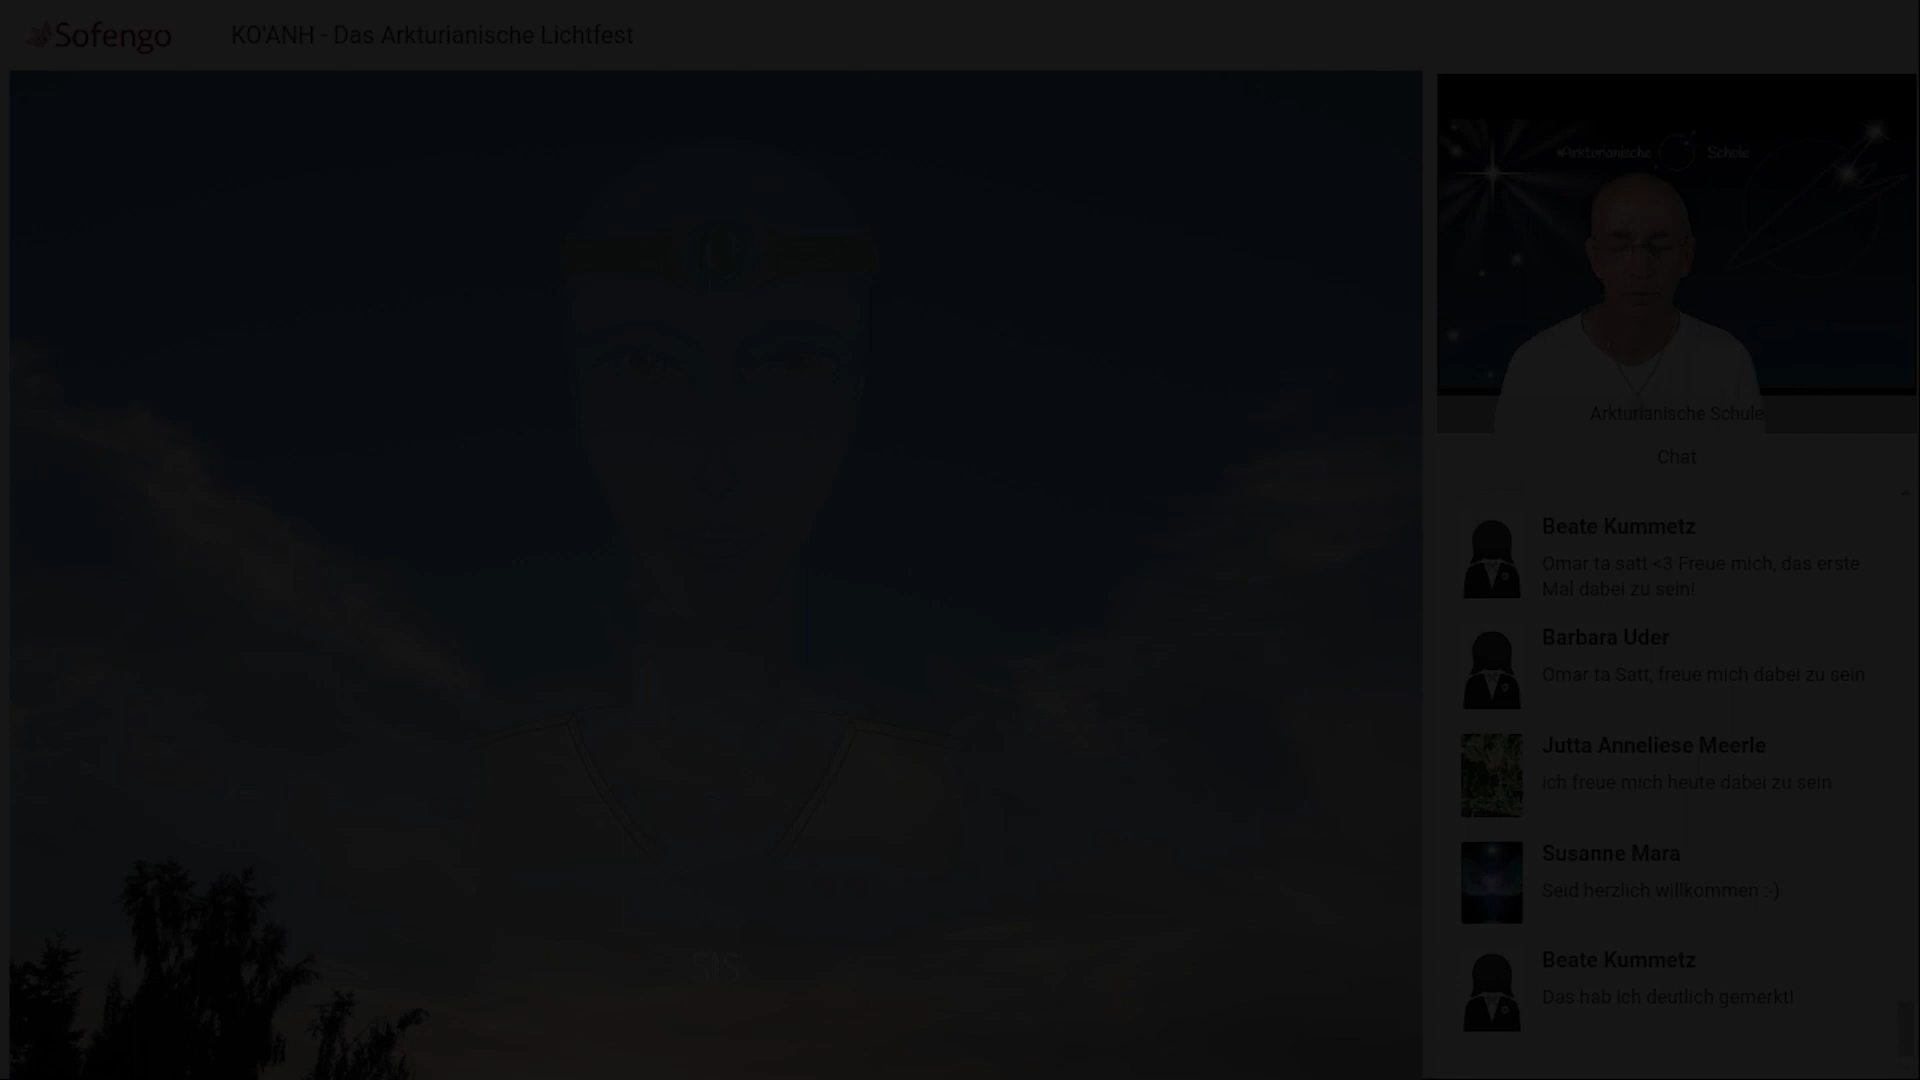 Sofengo
KO'ANH - Das Arkturianische Lichtfest
Arkturianische Schule
Arkturianische Schule
Chat
Beate Kummetz
Omar ta satt <3 Freue mich, das erste
Mal dabei zu sein!
Barbara Uder
Omar ta Satt, freue mich dabei zu sein
Jutta Anneliese Meerle
ich freue mich heute dabei zu sein
Susanne Mara
Seid herzlich willkommen :-)
Beate Kummetz
Das hab ich deutlich gemerkt!